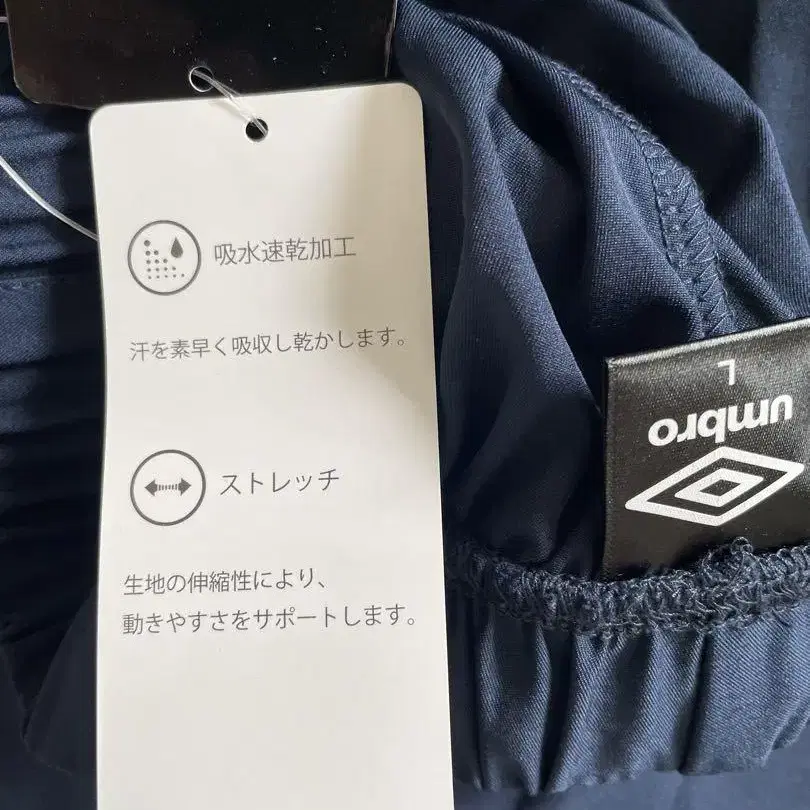 吸水速乾加工
汗を素早く吸収し乾かします。
ストレッチ
生地の伸縮性により、
動きやすさをサポートします。
L
umbro